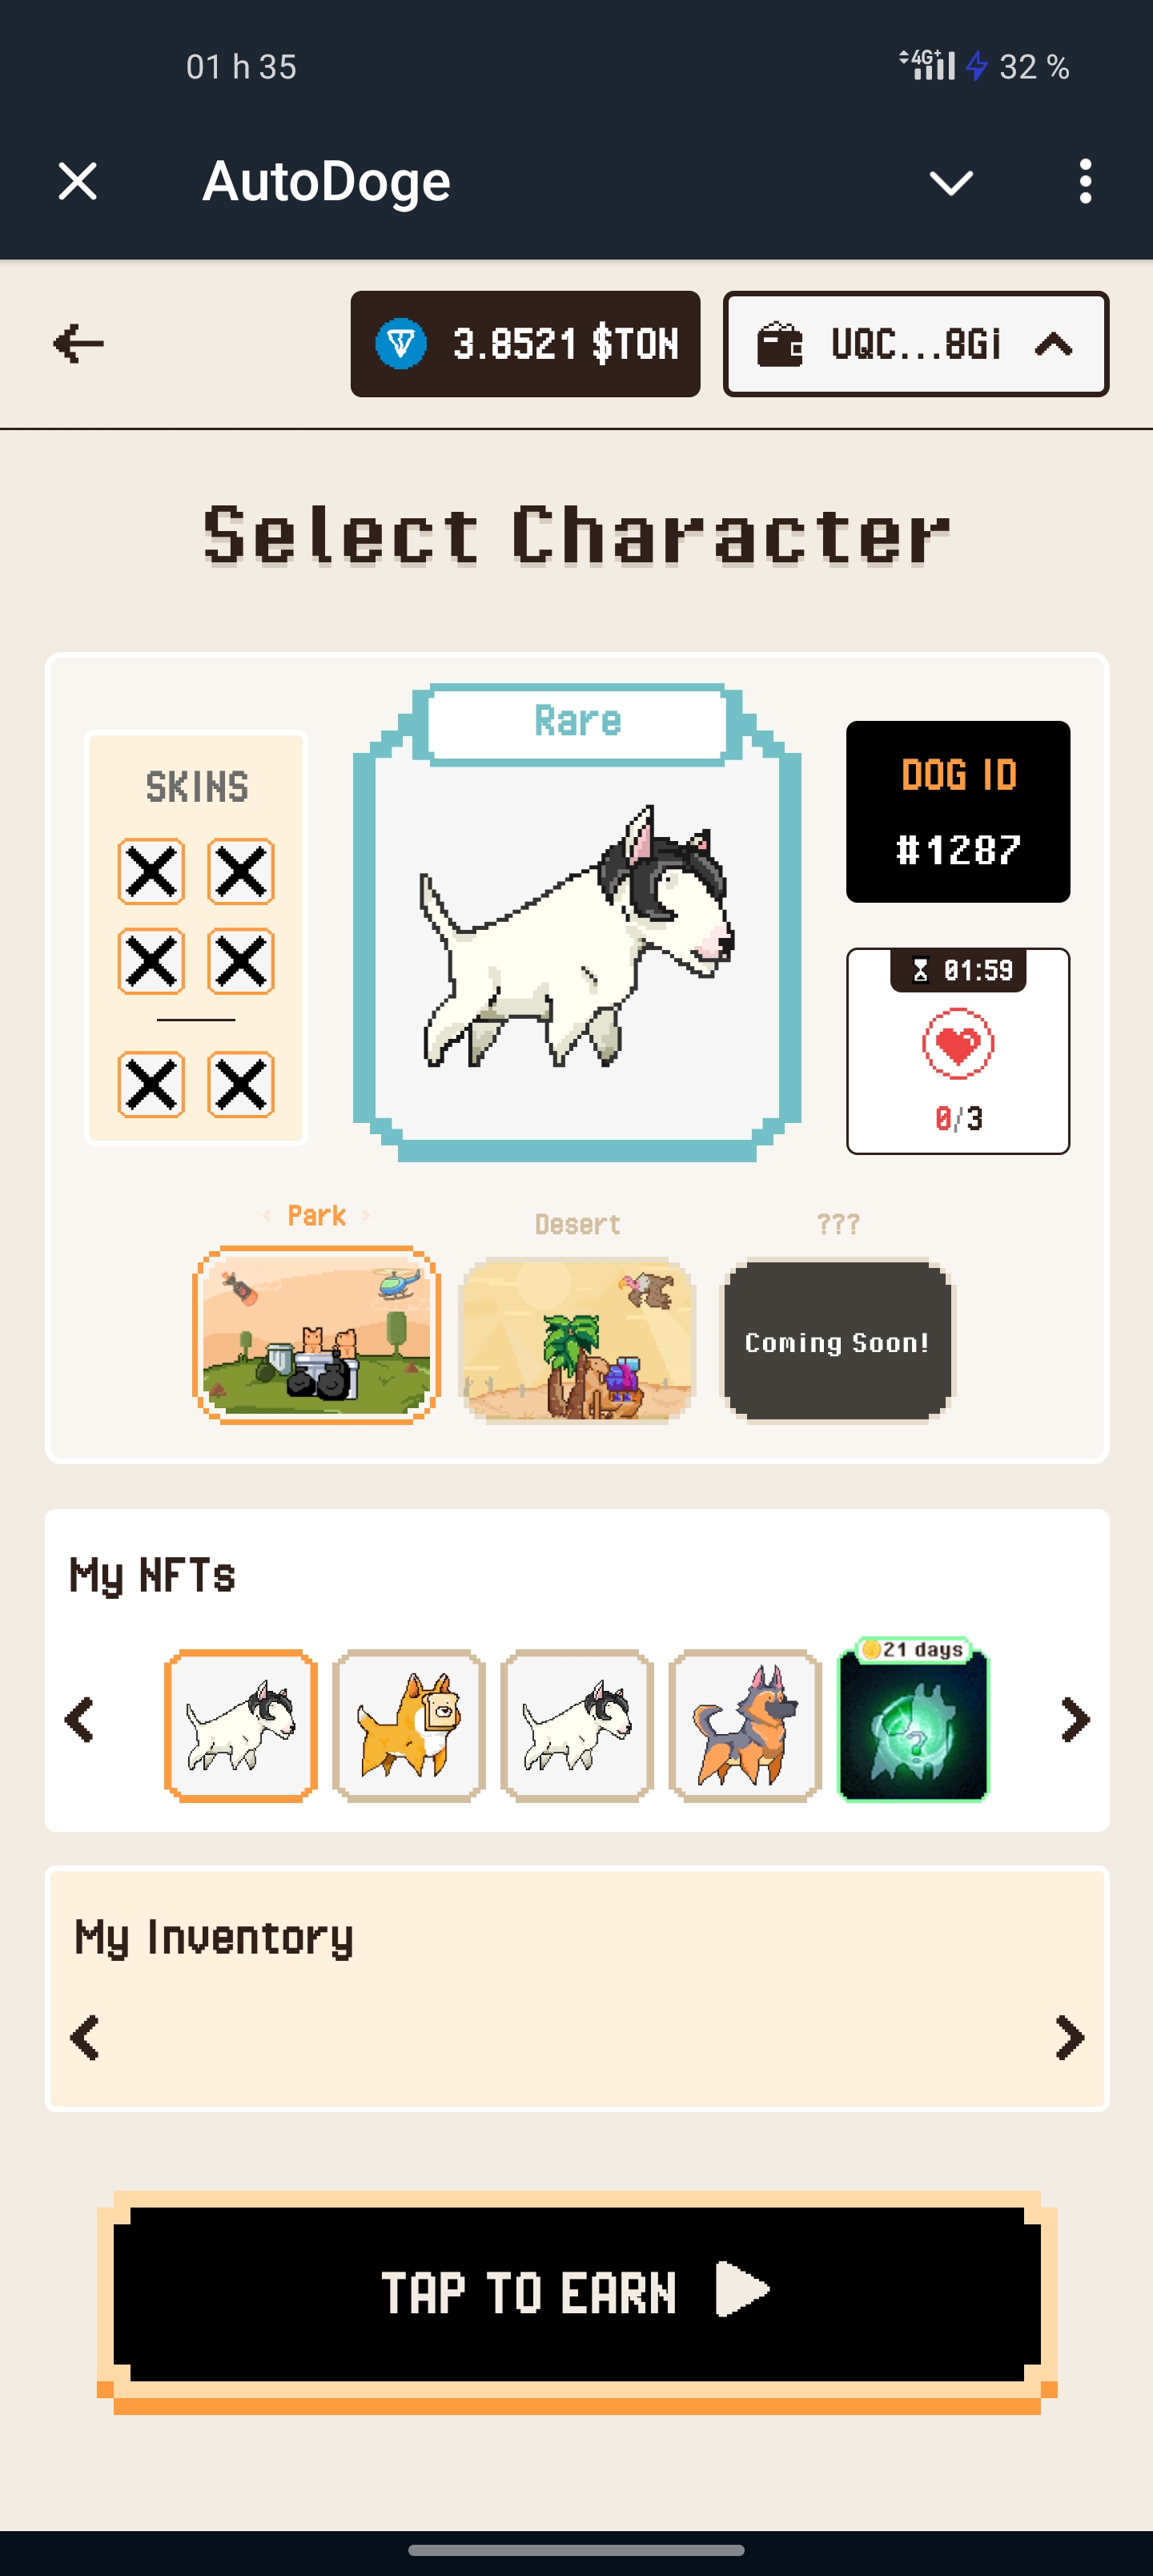 01 h 35
4G+ 32 %
AutoDoge
3.8521 $TON
UQC...8Gi
Select Character
Rare
SKINS
DOG ID
#1287
01:59
0/3
Park
Desert
???
Coming Soon!
My NFTs
21 days
?
My Inventory
TAP TO EARN